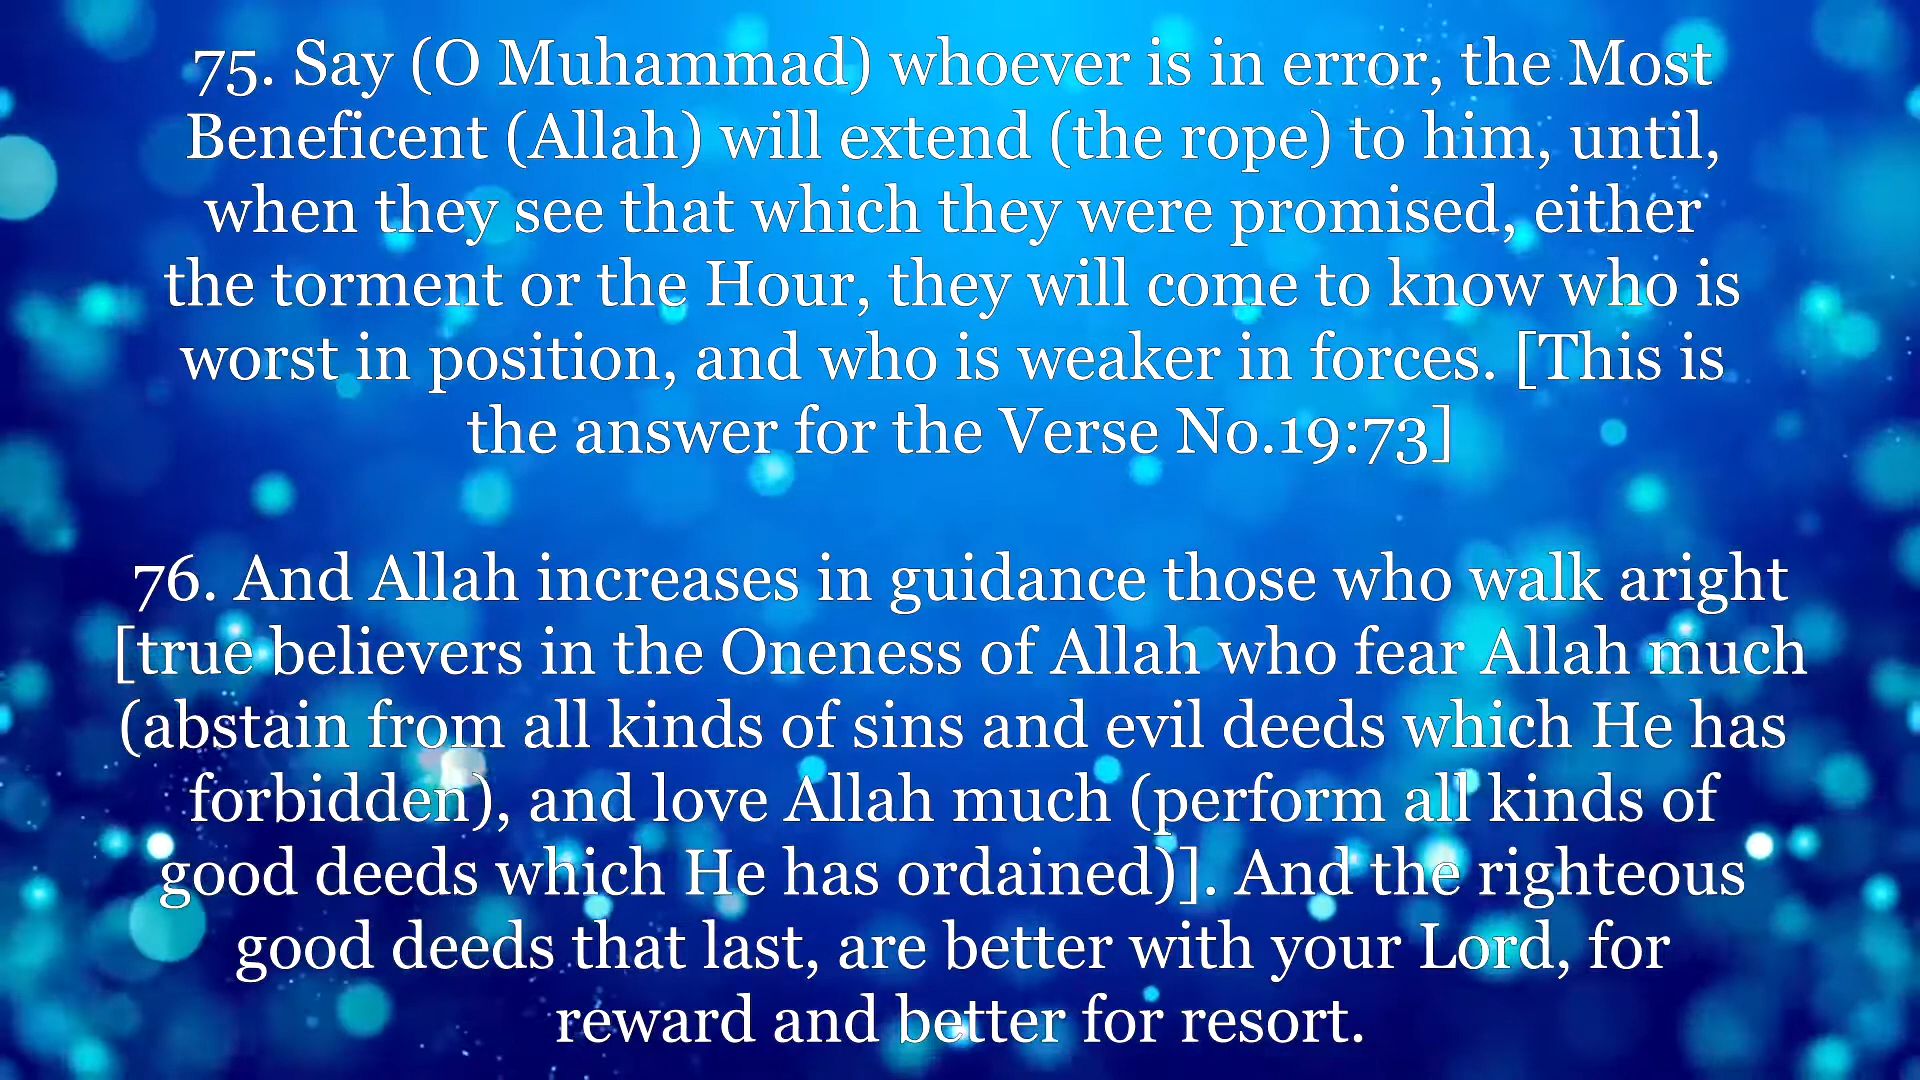 75. Say (O Muhammad) whoever is in error, the Most
Beneficent (Allah) will extend (the rope) to him, until,
when they see that which they were promised, either
the torment or the Hour, they will come to know who is
worst in position, and who is weaker in forces. [This is
the answer for the Verse No.19:73]
76. And Allah increases in guidance those who walk aright
[true believers in the Oneness of Allah who fear Allah much
(abstain from all kinds of sins and evil deeds which He has
forbidden), and love Allah much (perform all kinds of
good deeds which He has ordained)]. And the righteous
good deeds that last, are better with your Lord, for
reward and better for resort.